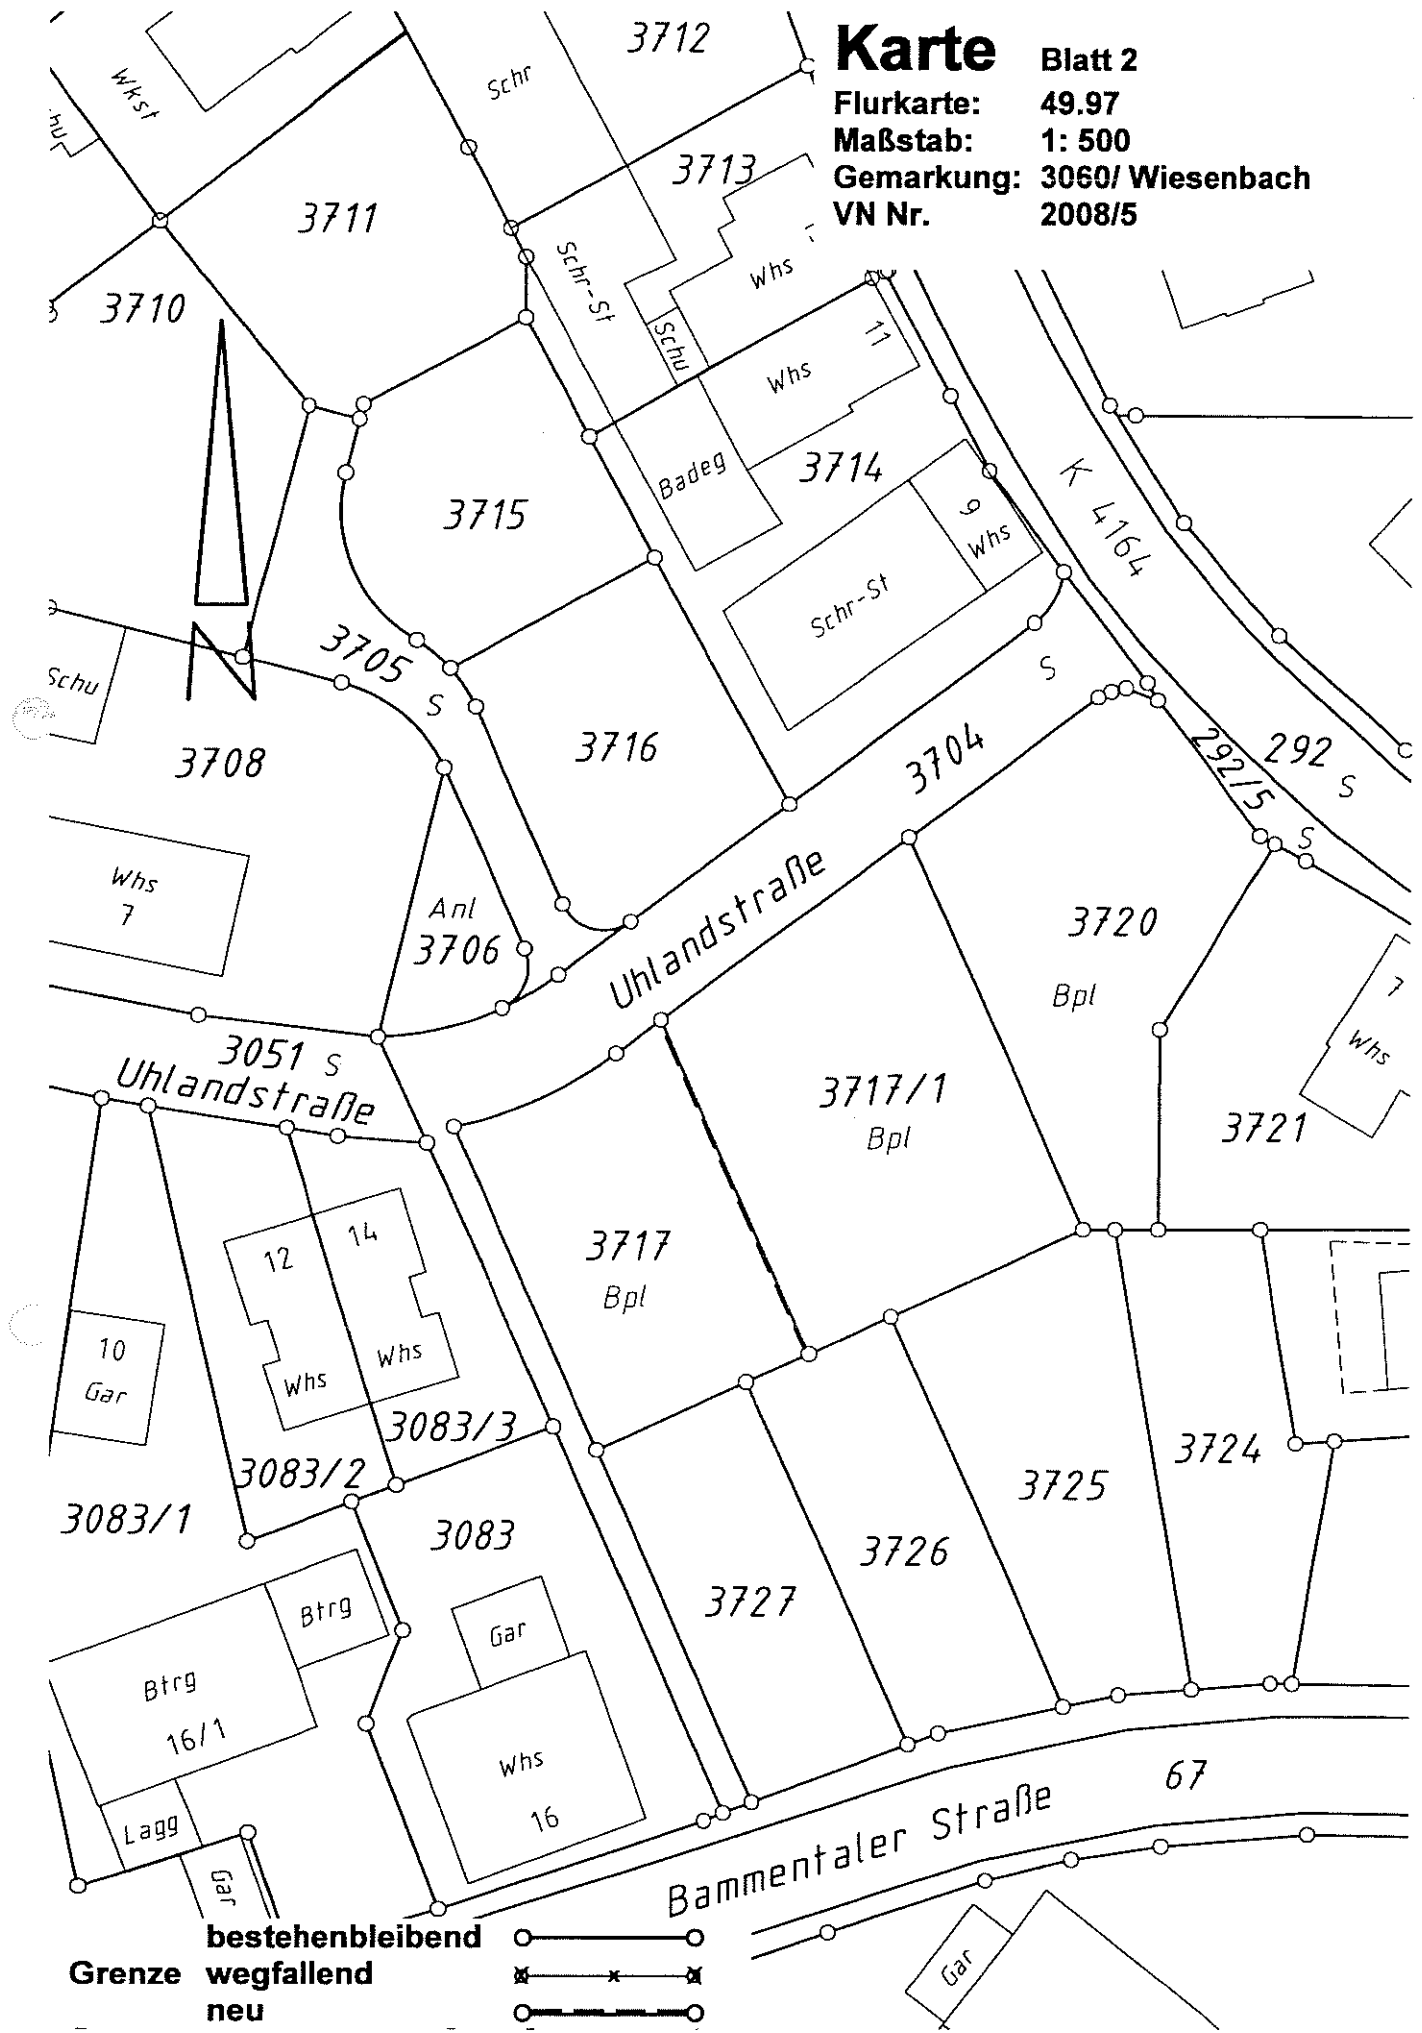 Karte Blatt 2
Flurkarte: 49.97
Maßstab: 1: 500
Gemarkung: 3060/ Wiesenbach
VN Nr. 2008/5
3712
Schr
Wkst
3713
3711
Whs
Schr-St
3710
Schu
11
Whs
Badeg
3714
K 4164
3715
9
Whs
Schr-St
3705
S
S
Schu
3716
3708
3704
292/5
292
S
S
Uhlandstraße
Whs
7
Anl
3706
3720
Bpl
7
Whs
3051 S
Uhlandstraße
3717/1
Bpl
3721
3717
Bpl
12
14
10
Gar
Whs
Whs
3083/3
3083/2
3724
3725
3083/1
3083
3726
3727
Btrg
Gar
Btrg
16/1
Whs
16
67
Lagg
Bammentaler Straße
Gar
Gar
bestehenbleibend
Grenze wegfallend
neu